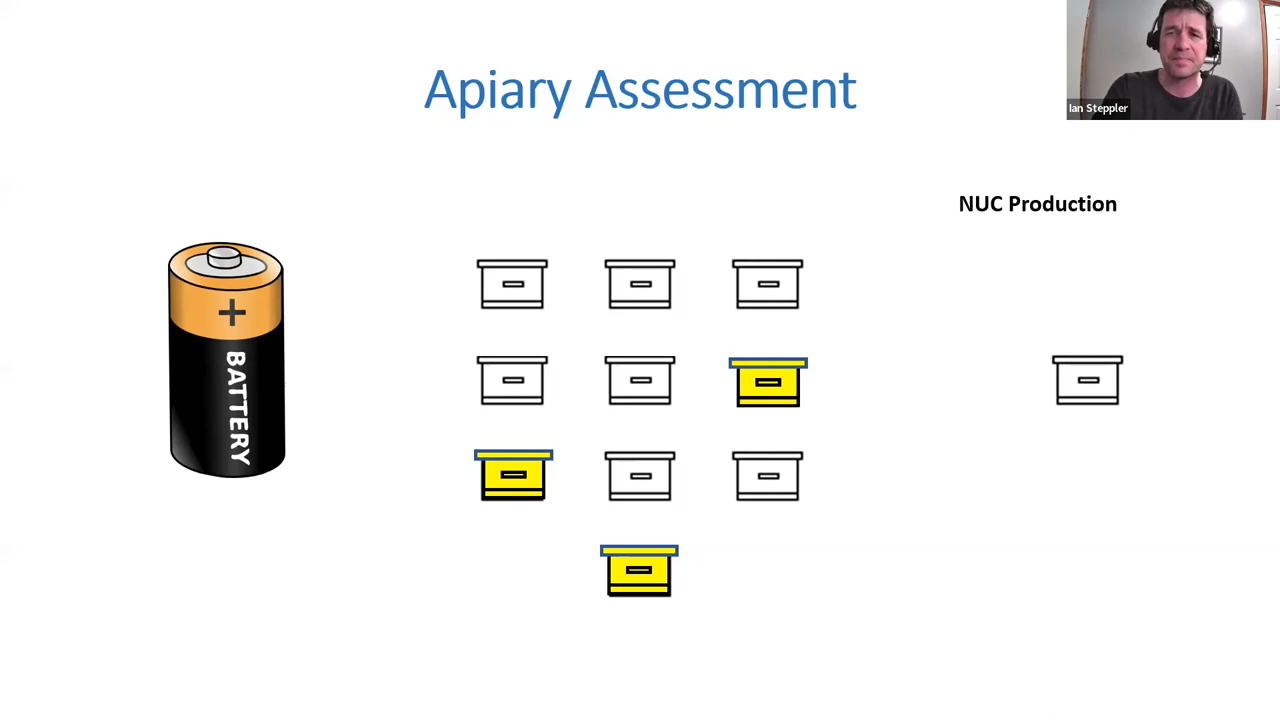 Apiary Assessment
Ian Steppler
NUC Production
+
BATTERY